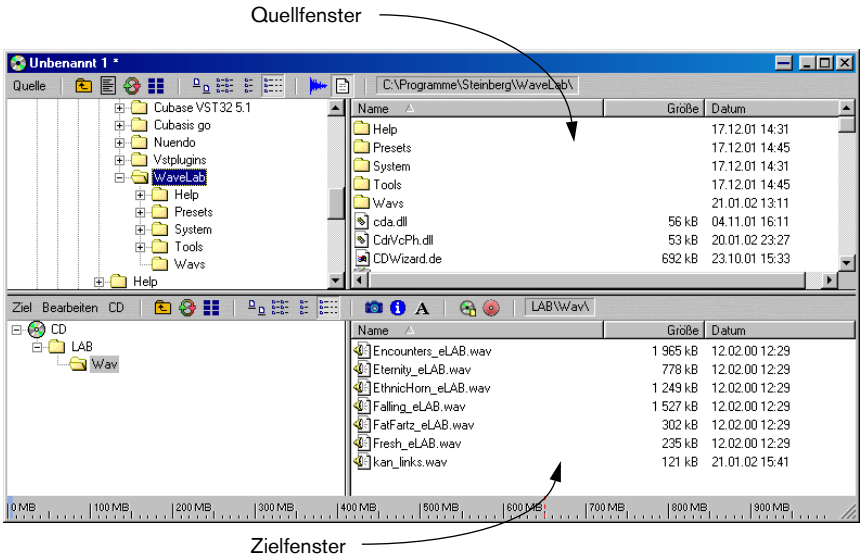 Quellfenster
Unbenannt 1 *
Quelle
C:\Programme\Steinberg\WaveLab\
Cubase VST32 5.1
Cubasis go
Nuendo
Vstplugins
WaveLab
Help
Presets
System
Tools
Wavs
Help
Name Größe Datum
Help 17.12.01 14:31
Presets 17.12.01 14:45
System 17.12.01 14:31
Tools 17.12.01 14:45
Wavs 21.01.02 13:11
cda.dll 56 kB 04.11.01 16:11
CdrVcPh.dll 53 kB 20.01.02 23:27
CDWizard.de 692 kB 23.10.01 15:33
Ziel Bearbeiten CD
A
LAB\Wav\
CD
LAB
Wav
Name Größe Datum
Encounters_eLAB.wav 1 965 kB 12.02.00 12:29
Eternity_eLAB.wav 778 kB 12.02.00 12:29
EthnicHorn_eLAB.wav 1 249 kB 12.02.00 12:29
Falling_eLAB.wav 1 527 kB 12.02.00 12:29
FatFartz_eLAB.wav 302 kB 12.02.00 12:29
Fresh_eLAB.wav 235 kB 12.02.00 12:29
kan_links.wav 121 kB 21.01.02 15:41
0 MB 100 MB 200 MB 300 MB 400 MB 500 MB 600 MB 700 MB 800 MB 900 MB
Zielfenster